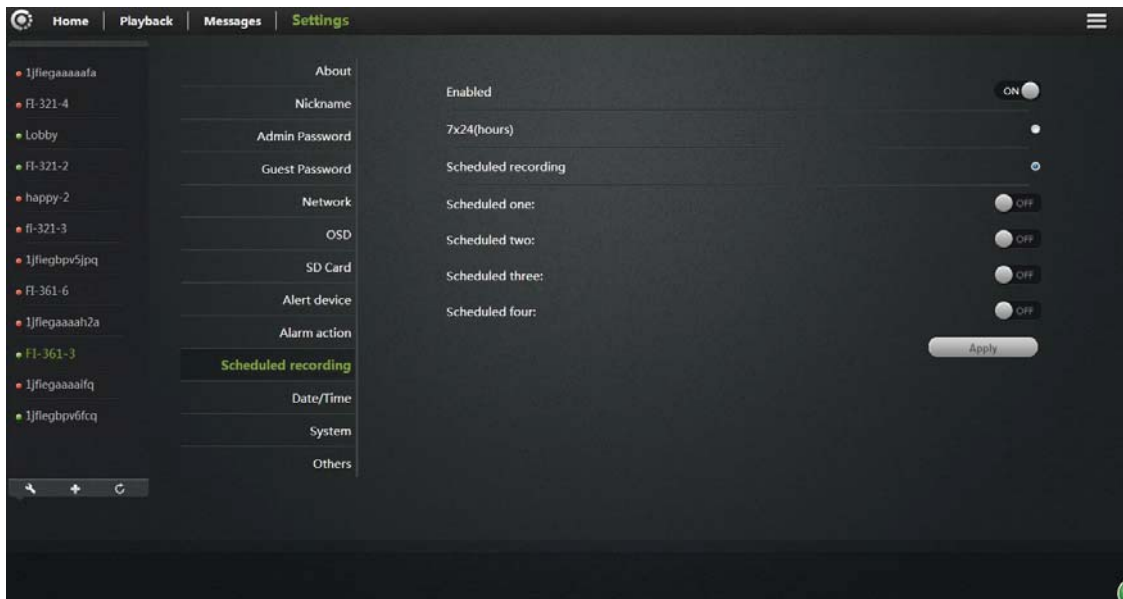 Home | Playback | Messages | Settings
1jfiegaaaaafa
FI-321-4
Lobby
FI-321-2
happy-2
fI-321-3
1jfiegbpv5jpq
FI-361-6
1jfiegaaaah2a
FI-361-3
1jfiegaaaaifq
1jfiegbpv6fcq
About
Nickname
Admin Password
Guest Password
Network
OSD
SD Card
Alert device
Alarm action
Scheduled recording
Date/Time
System
Others
Enabled ON
7x24(hours)
Scheduled recording
Scheduled one: OFF
Scheduled two: OFF
Scheduled three: OFF
Scheduled four: OFF
Apply